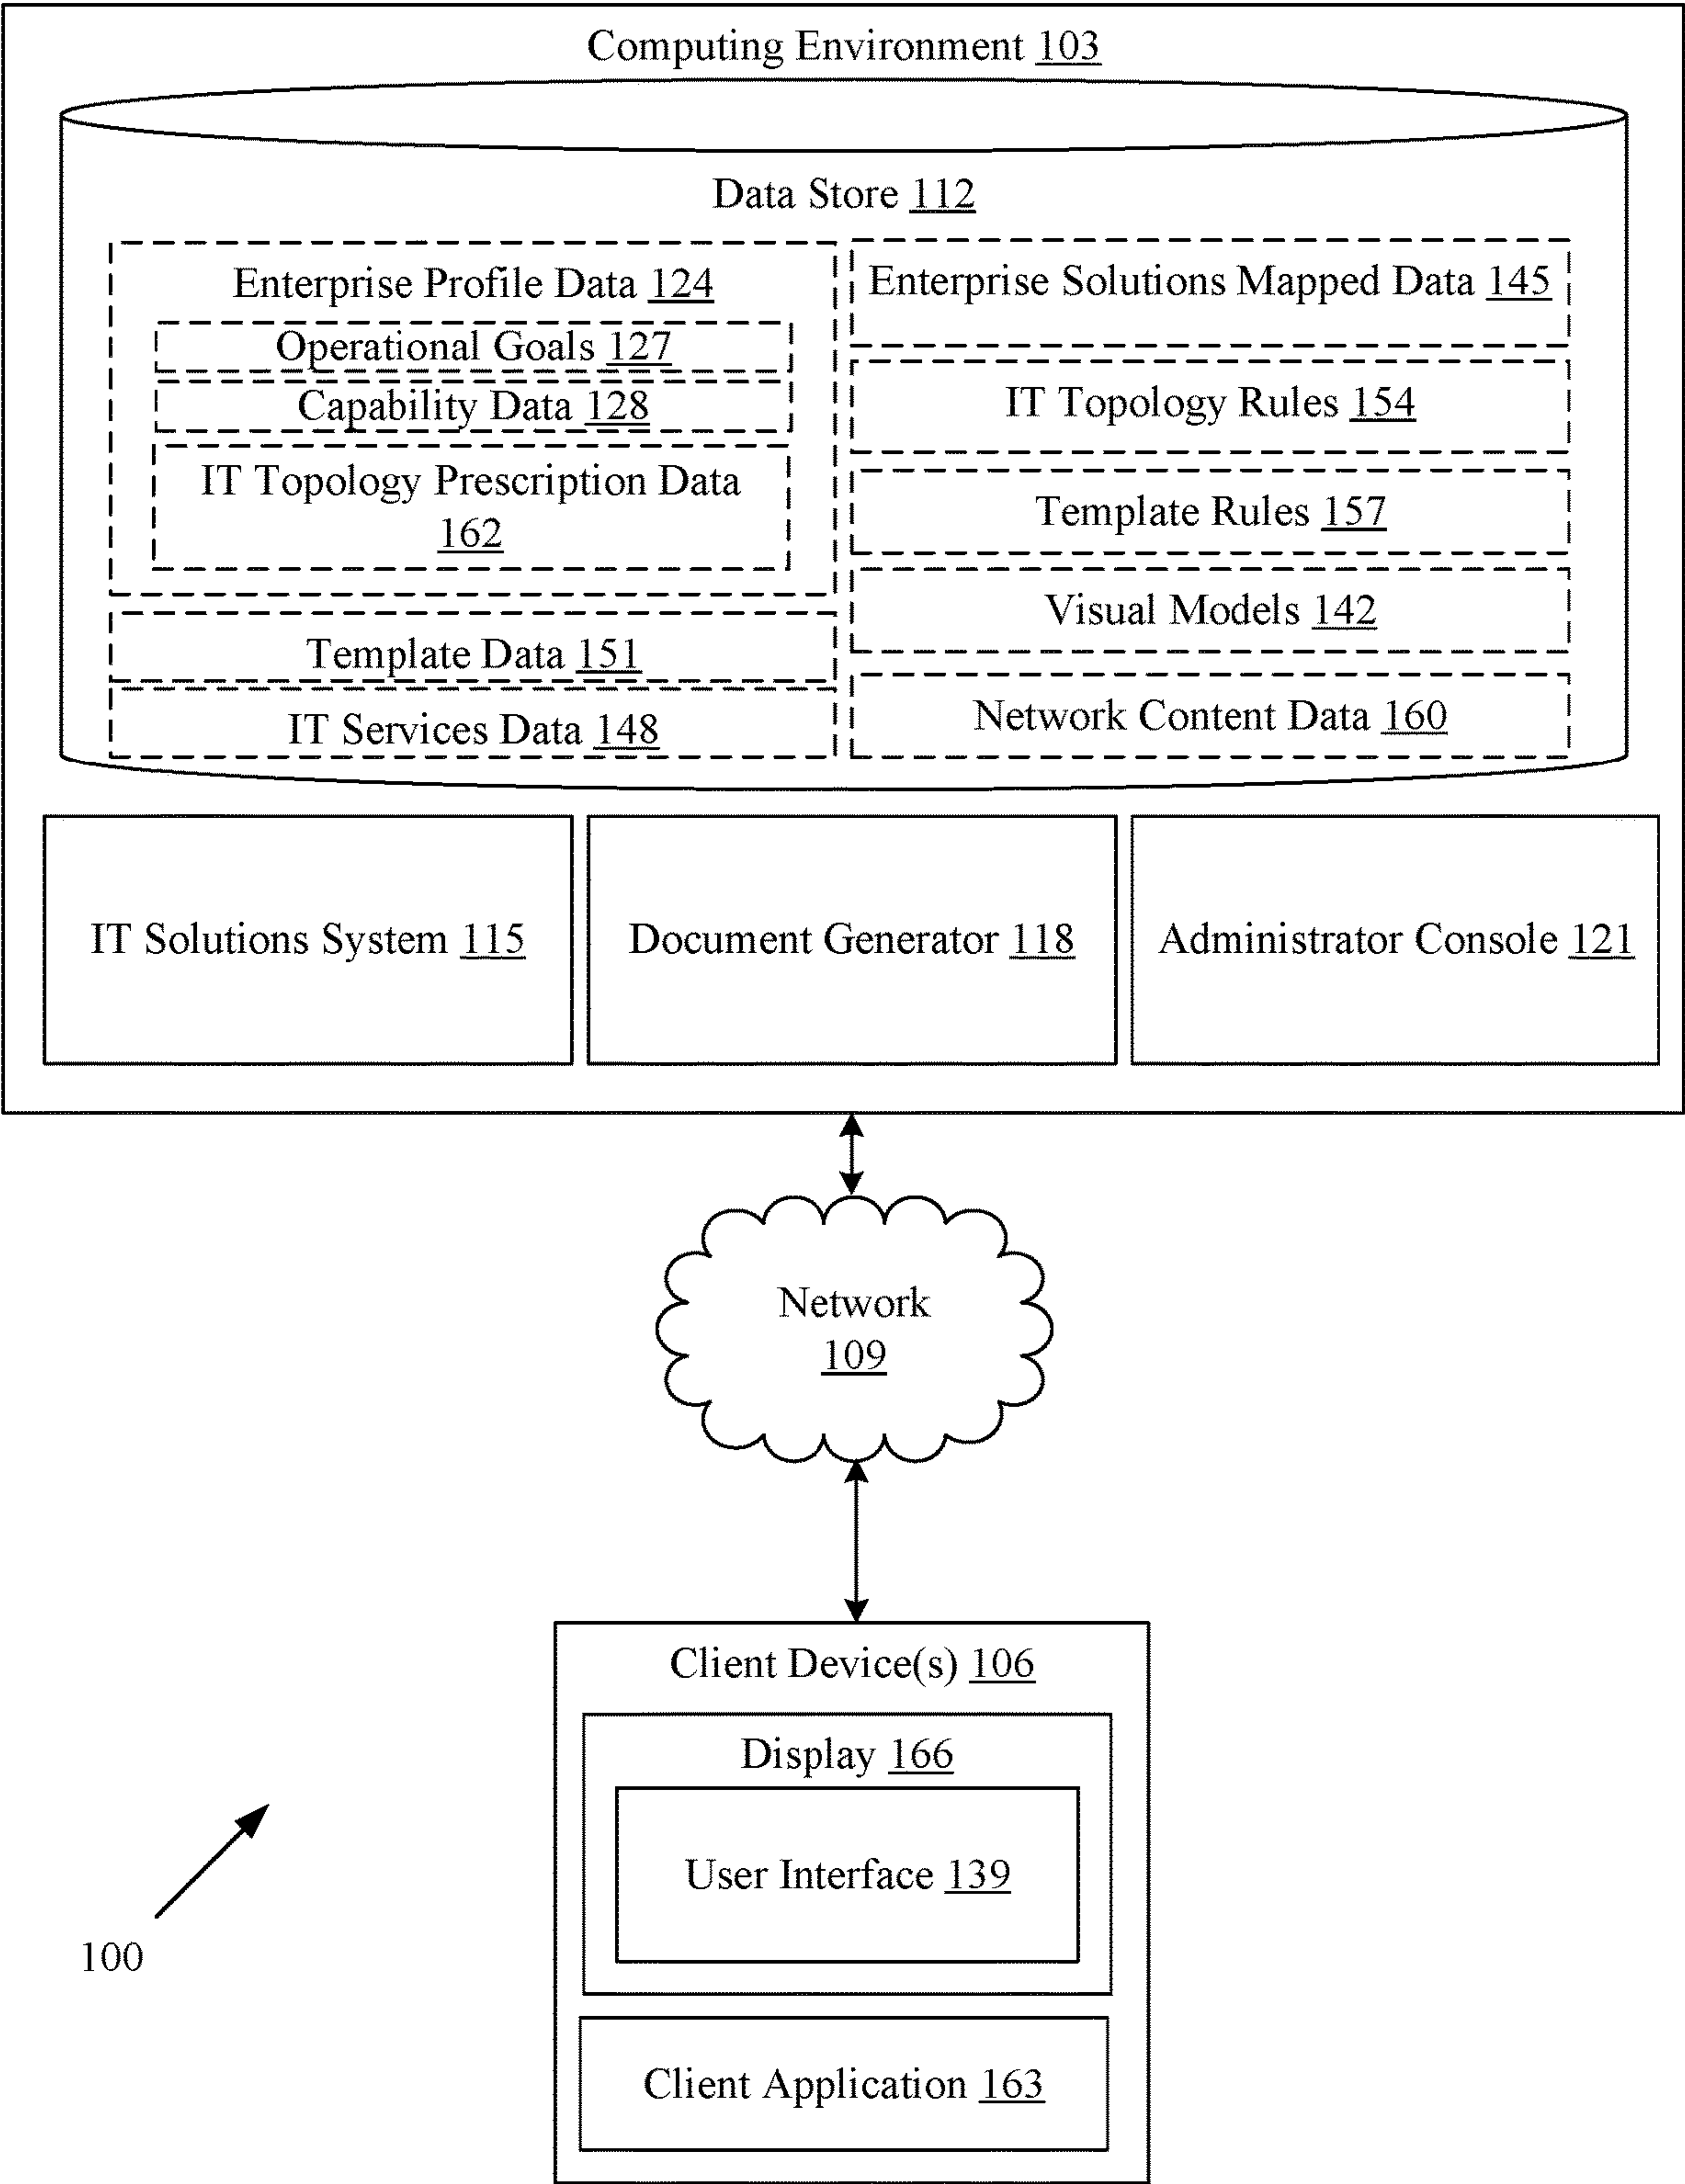 Computing Environment 103
Data Store 112
Enterprise Profile Data 124
Operational Goals 127
Capability Data 128
IT Topology Prescription Data
162
Template Data 151
IT Services Data 148
Enterprise Solutions Mapped Data 145
IT Topology Rules 154
Template Rules 157
Visual Models 142
Network Content Data 160
IT Solutions System 115
Document Generator 118
Administrator Console 121
Network
109
Client Device(s) 106
Display 166
User Interface 139
Client Application 163
100